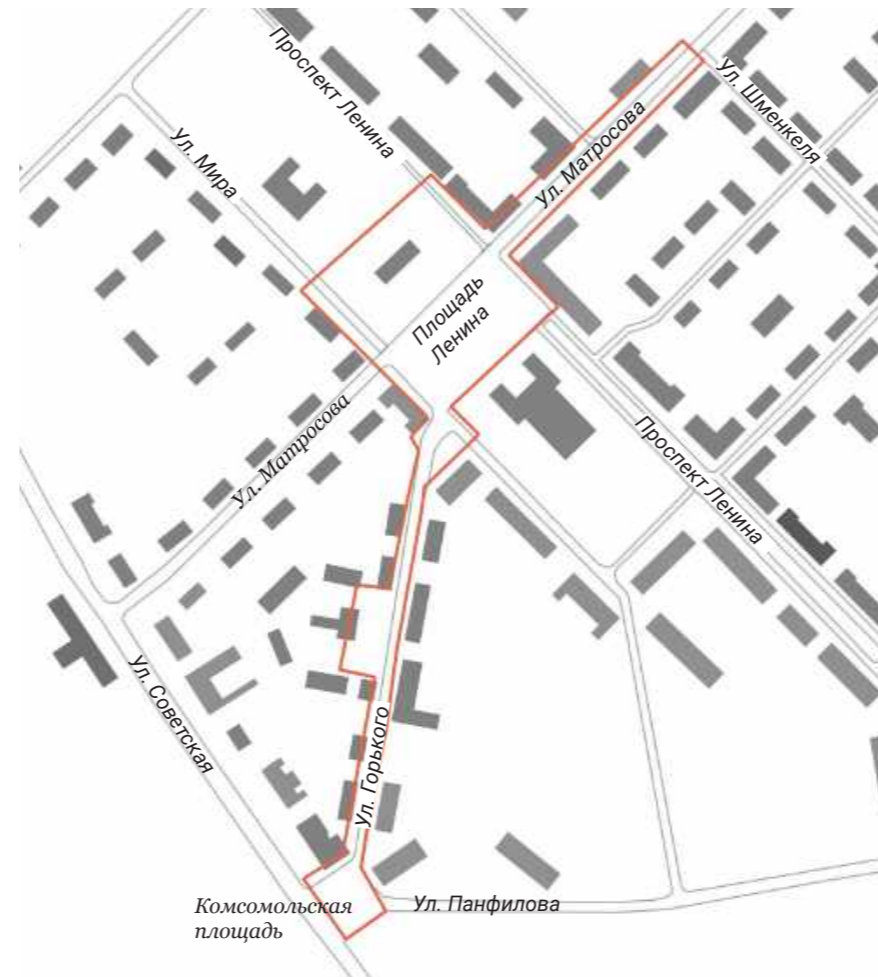 Проспект Ленина
Ул. Шменкеля
Ул. Матросова
Ул. Мира
Площадь
Ленина
Ул. Матросова
Проспект Ленина
Ул. Советская
Ул. Горького
Комсомольская
площадь
Ул. Панфилова